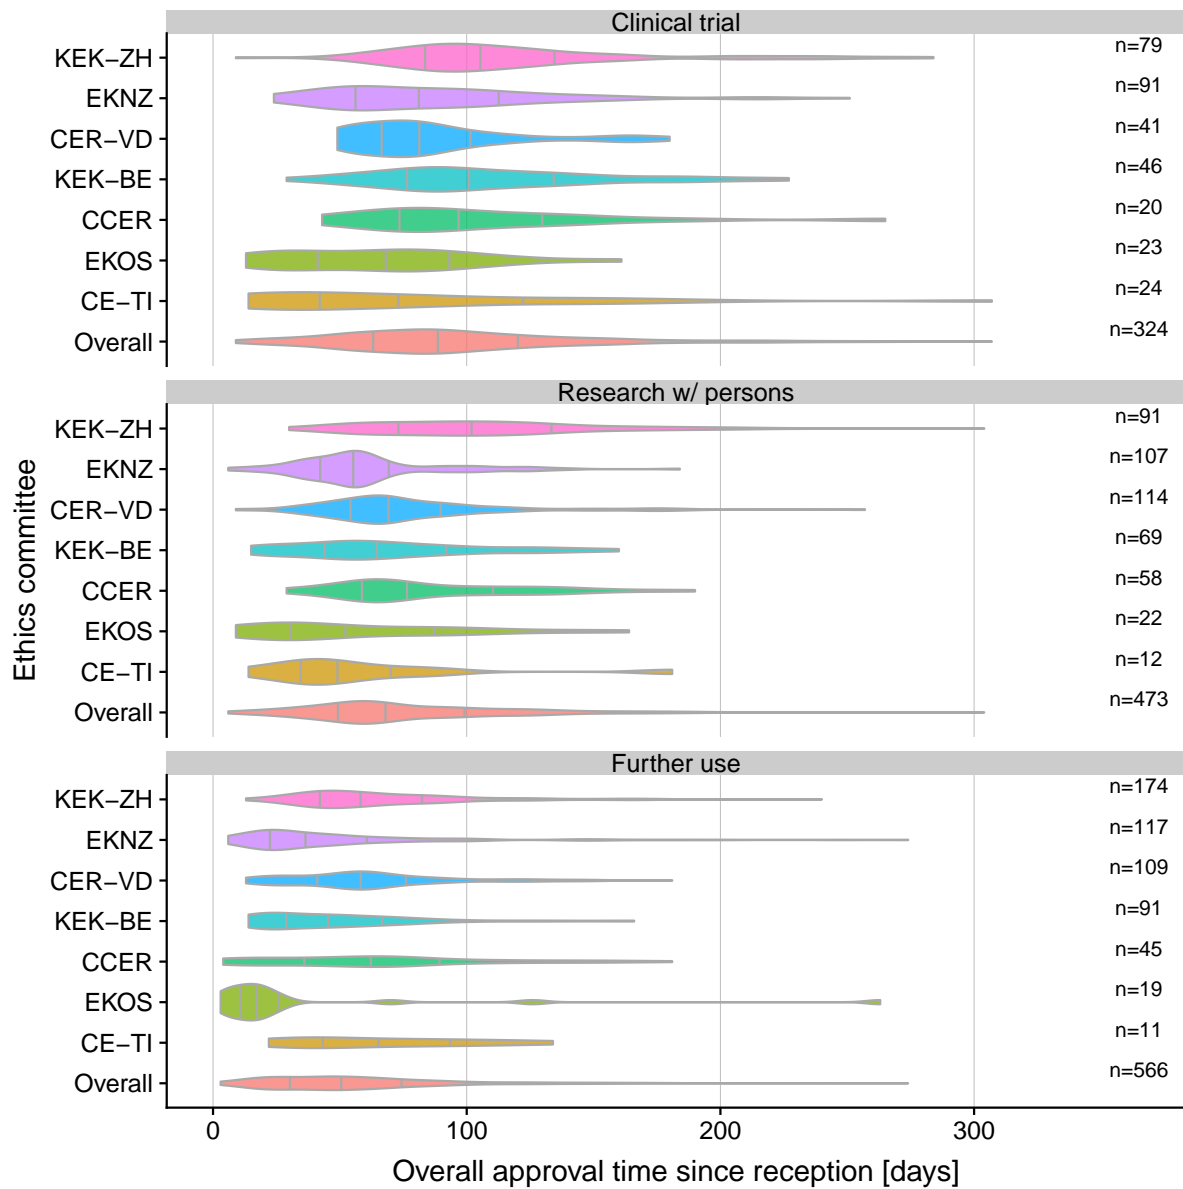 Clinical trial
KEK−ZH n=79
EKNZ n=91
CER−VD n=41
KEK−BE n=46
CCER n=20
EKOS n=23
CE−TI n=24
Overall n=324
Research w/ persons
KEK−ZH n=91
EKNZ n=107
CER−VD n=114
KEK−BE n=69
CCER n=58
EKOS n=22
CE−TI n=12
Overall n=473
Further use
KEK−ZH n=174
EKNZ n=117
CER−VD n=109
KEK−BE n=91
CCER n=45
EKOS n=19
CE−TI n=11
Overall n=566
0 100 200 300
Overall approval time since reception [days]
Ethics committee